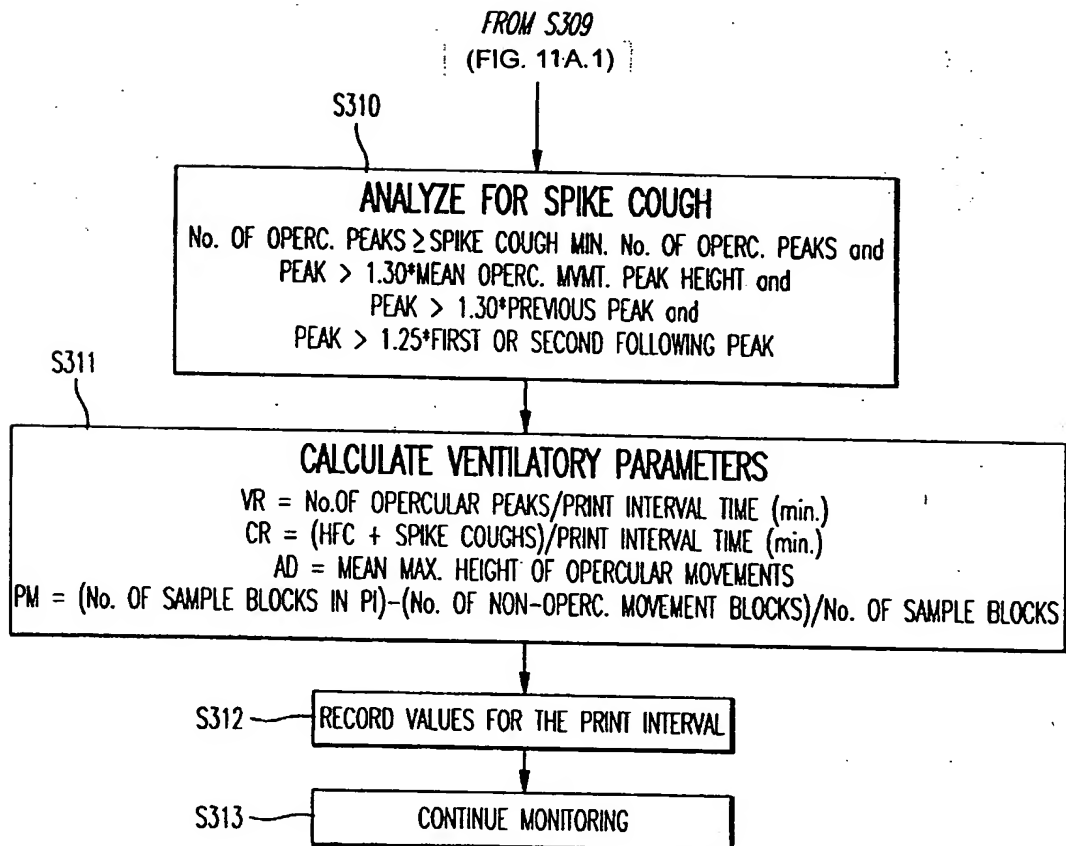 FROM S309
(FIG. 11A.1)
S310
ANALYZE FOR SPIKE COUGH
No. OF OPERC. PEAKS ≥ SPIKE COUGH MIN. No. OF OPERC. PEAKS and
PEAK > 1.30*MEAN OPERC. MVMT. PEAK HEIGHT and
PEAK > 1.30*PREVIOUS PEAK and
PEAK > 1.25*FIRST OR SECOND FOLLOWING PEAK
S311
CALCULATE VENTILATORY PARAMETERS
VR = No.OF OPERCULAR PEAKS/PRINT INTERVAL TIME (min.)
CR = (HFC + SPIKE COUGHS)/PRINT INTERVAL TIME (min.)
AD = MEAN MAX. HEIGHT OF OPERCULAR MOVEMENTS
PM = (No. OF SAMPLE BLOCKS IN PI)-(No. OF NON-OPERC. MOVEMENT BLOCKS)/No. OF SAMPLE BLOCKS
S312
RECORD VALUES FOR THE PRINT INTERVAL
S313
CONTINUE MONITORING